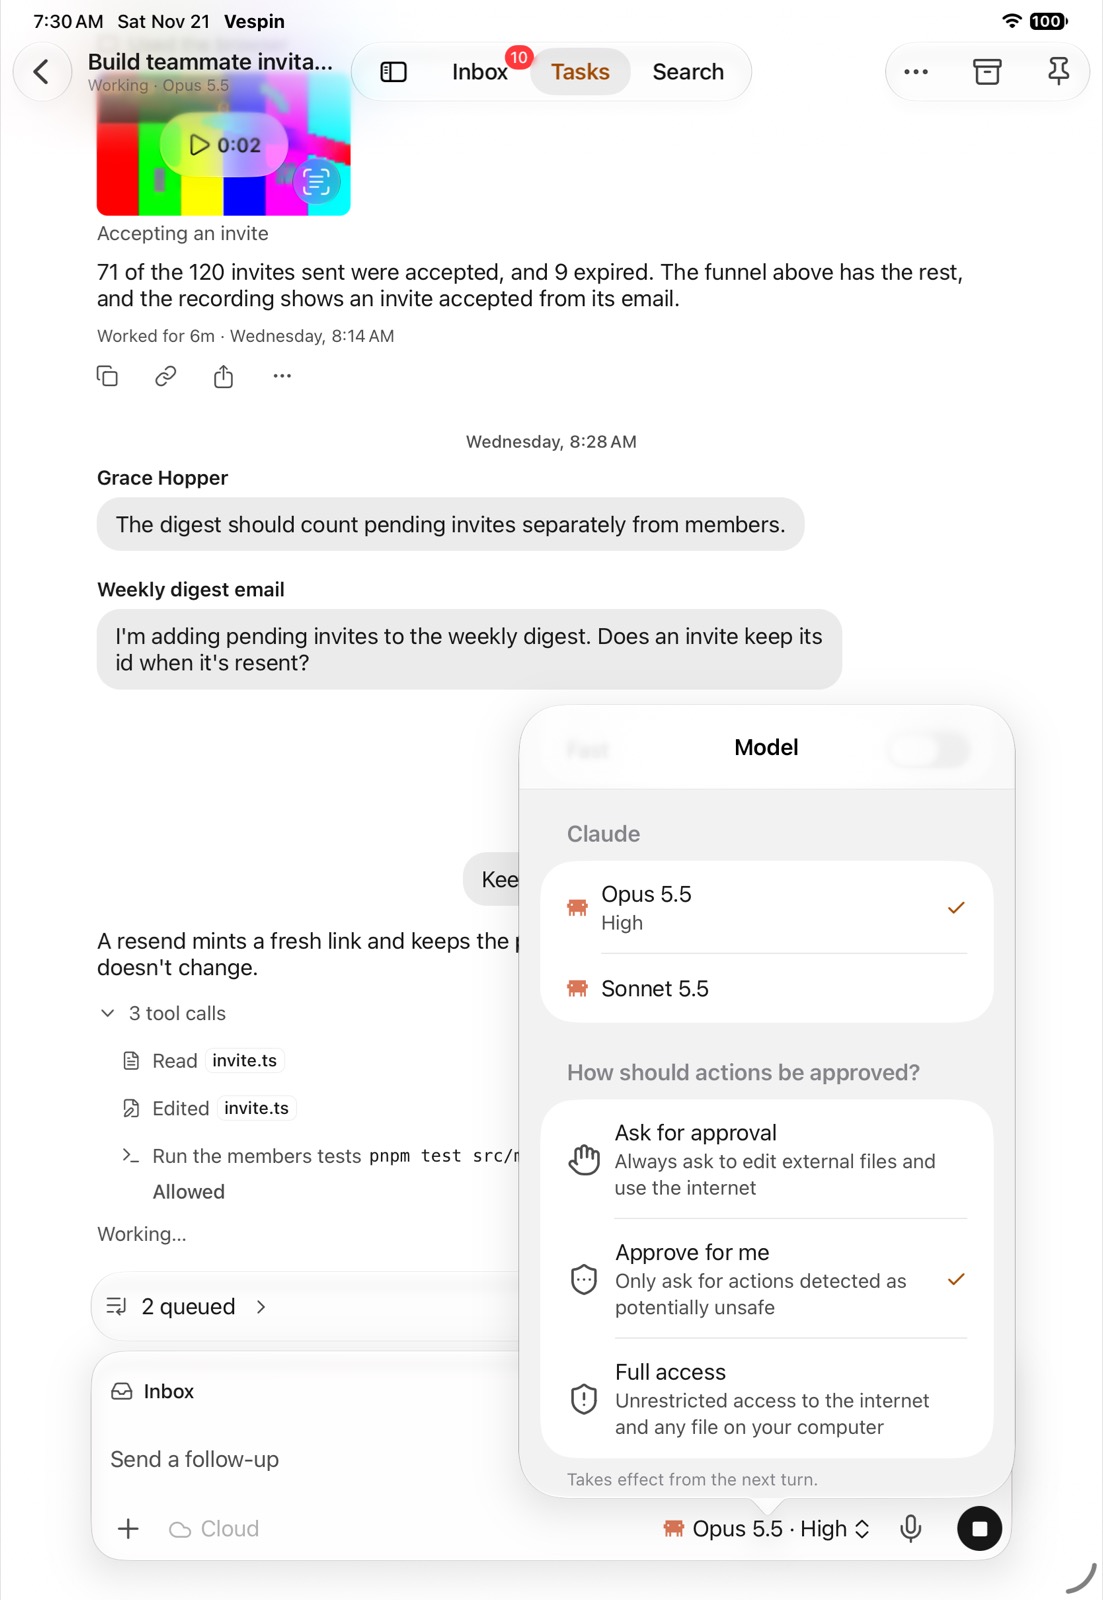 7:30 AM Sat Nov 21 Vespin
100
Build teammate invita...
Working · Opus 5.5
Inbox
10
Tasks
Search
0:02
Accepting an invite
71 of the 120 invites sent were accepted, and 9 expired. The funnel above has the rest,
and the recording shows an invite accepted from its email.
Worked for 6m · Wednesday, 8:14 AM
Wednesday, 8:28 AM
Grace Hopper
The digest should count pending invites separately from members.
Weekly digest email
I'm adding pending invites to the weekly digest. Does an invite keep its
id when it's resent?
Fast
Model
Claude
Opus 5.5
High
Sonnet 5.5
How should actions be approved?
Ask for approval
Always ask to edit external files and
use the internet
Approve for me
Only ask for actions detected as
potentially unsafe
Full access
Unrestricted access to the internet
and any file on your computer
Takes effect from the next turn.
Kee
A resend mints a fresh link and keeps the
doesn't change.
3 tool calls
Read invite.ts
Edited invite.ts
Run the members tests pnpm test src/m
Allowed
Working...
2 queued
Inbox
Send a follow-up
Cloud
Opus 5.5 · High